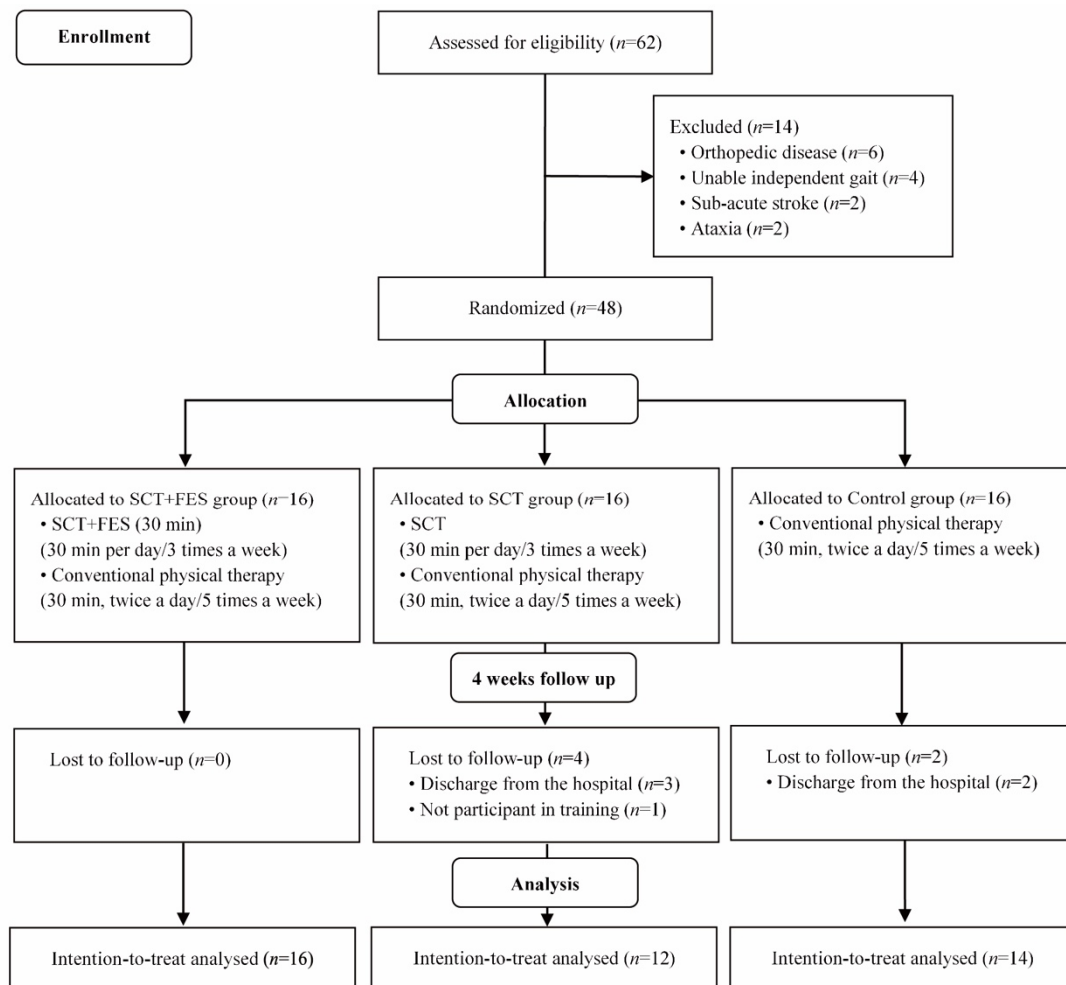 Enrollment
Assessed for eligibility (n=62)
Excluded (n=14)
• Orthopedic disease (n=6)
• Unable independent gait (n=4)
• Sub-acute stroke (n=2)
• Ataxia (n=2)
Randomized (n=48)
Allocation
Allocated to SCT+FES group (n=16)
• SCT+FES (30 min)
(30 min per day/3 times a week)
• Conventional physical therapy
(30 min, twice a day/5 times a week)
Allocated to SCT group (n=16)
• SCT
(30 min per day/3 times a week)
• Conventional physical therapy
(30 min, twice a day/5 times a week)
Allocated to Control group (n=16)
• Conventional physical therapy
(30 min, twice a day/5 times a week)
4 weeks follow up
Lost to follow-up (n=0)
Lost to follow-up (n=4)
• Discharge from the hospital (n=3)
• Not participant in training (n=1)
Lost to follow-up (n=2)
• Discharge from the hospital (n=2)
Analysis
Intention-to-treat analysed (n=16)
Intention-to-treat analysed (n=12)
Intention-to-treat analysed (n=14)